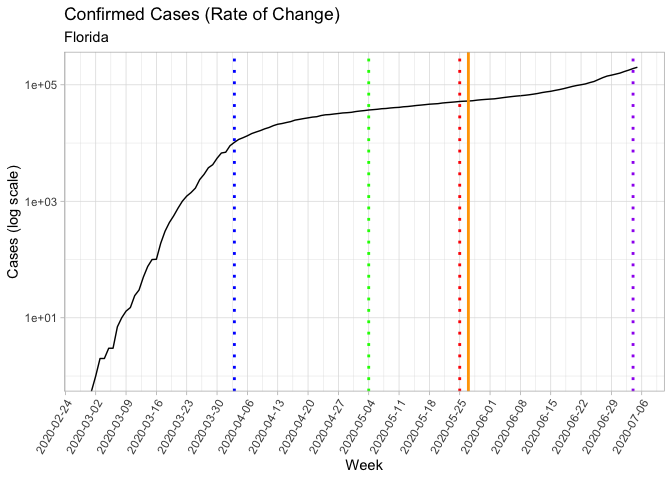 Confirmed Cases (Rate of Change)
Florida
Cases (log scale)
1e+05
1e+03
1e+01
2020-02-24
2020-03-02
2020-03-09
2020-03-16
2020-03-23
2020-03-30
2020-04-06
2020-04-13
2020-04-20
2020-04-27
2020-05-04
2020-05-11
2020-05-18
2020-05-25
2020-06-01
2020-06-08
2020-06-15
2020-06-22
2020-06-29
2020-07-06
Week